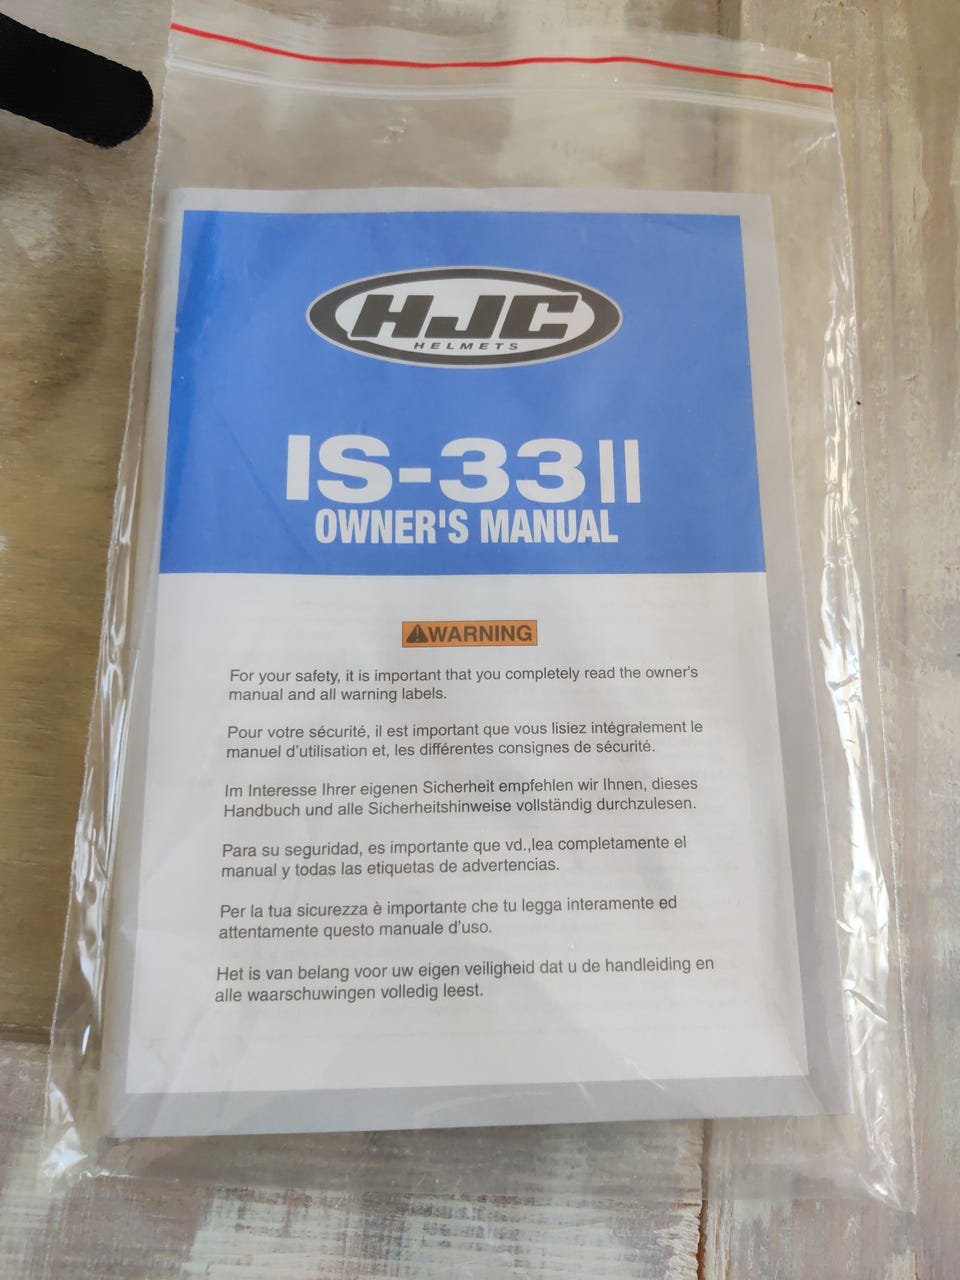 HJC
HELMETS
IS-33II
OWNER'S MANUAL
⚠WARNING
For your safety, it is important that you completely read the owner's
manual and all warning labels.
Pour votre sécurité, il est important que vous lisiez intégralement le
manuel d'utilisation et, les différentes consignes de sécurité.
Im Interesse Ihrer eigenen Sicherheit empfehlen wir Ihnen, dieses
Handbuch und alle Sicherheitshinweise vollständig durchzulesen.
Para su seguridad, es importante que vd.,lea completamente el
manual y todas las etiquetas de advertencias.
Per la tua sicurezza è importante che tu legga interamente ed
attentamente questo manuale d'uso.
Het is van belang voor uw eigen veiligheid dat u de handleiding en
alle waarschuwingen volledig leest.